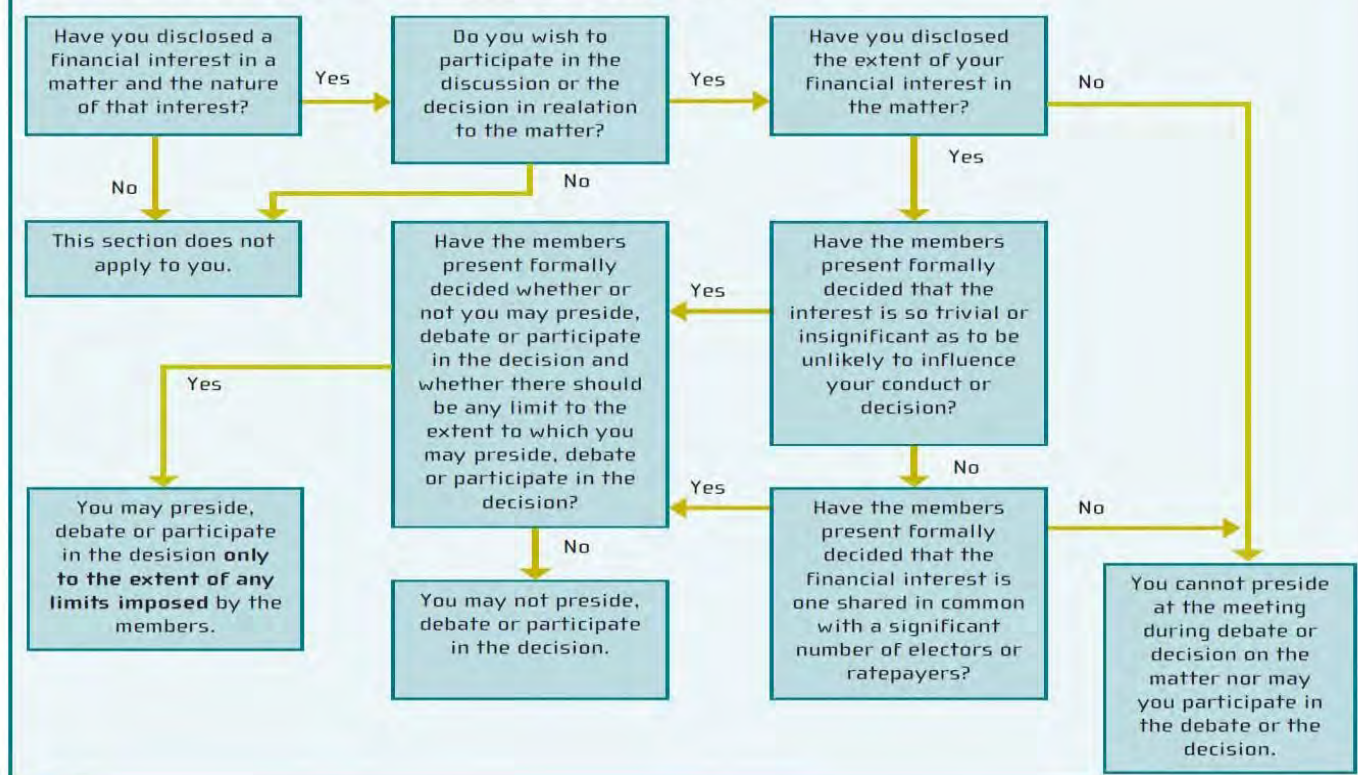 Have you disclosed a
financial interest in a
matter and the nature
of that interest?
Yes
Do you wish to
participate in the
discussion or the
decision in realation
to the matter?
Yes
Have you disclosed
the extent of your
financial interest in
the matter?
No
Yes
No
No
This section does not
apply to you.
Have the members
present formally
decided whether or
not you may preside,
debate or participate
in the decision and
whether there should
be any limit to the
extent to which you
may preside, debate
or participate in the
decision?
Yes
Have the members
present formally
decided that the
interest is so trivial or
insignificant as to be
unlikely to influence
your conduct or
decision?
Yes
No
You may preside,
debate or participate
in the desision only
to the extent of any
limits imposed by the
members.
Yes
Have the members
present formally
decided that the
financial interest is
one shared in common
with a significant
number of electors or
ratepayers?
No
No
You may not preside,
debate or participate
in the decision.
You cannot preside
at the meeting
during debate or
decision on the
matter nor may
you participate in
the debate or the
decision.